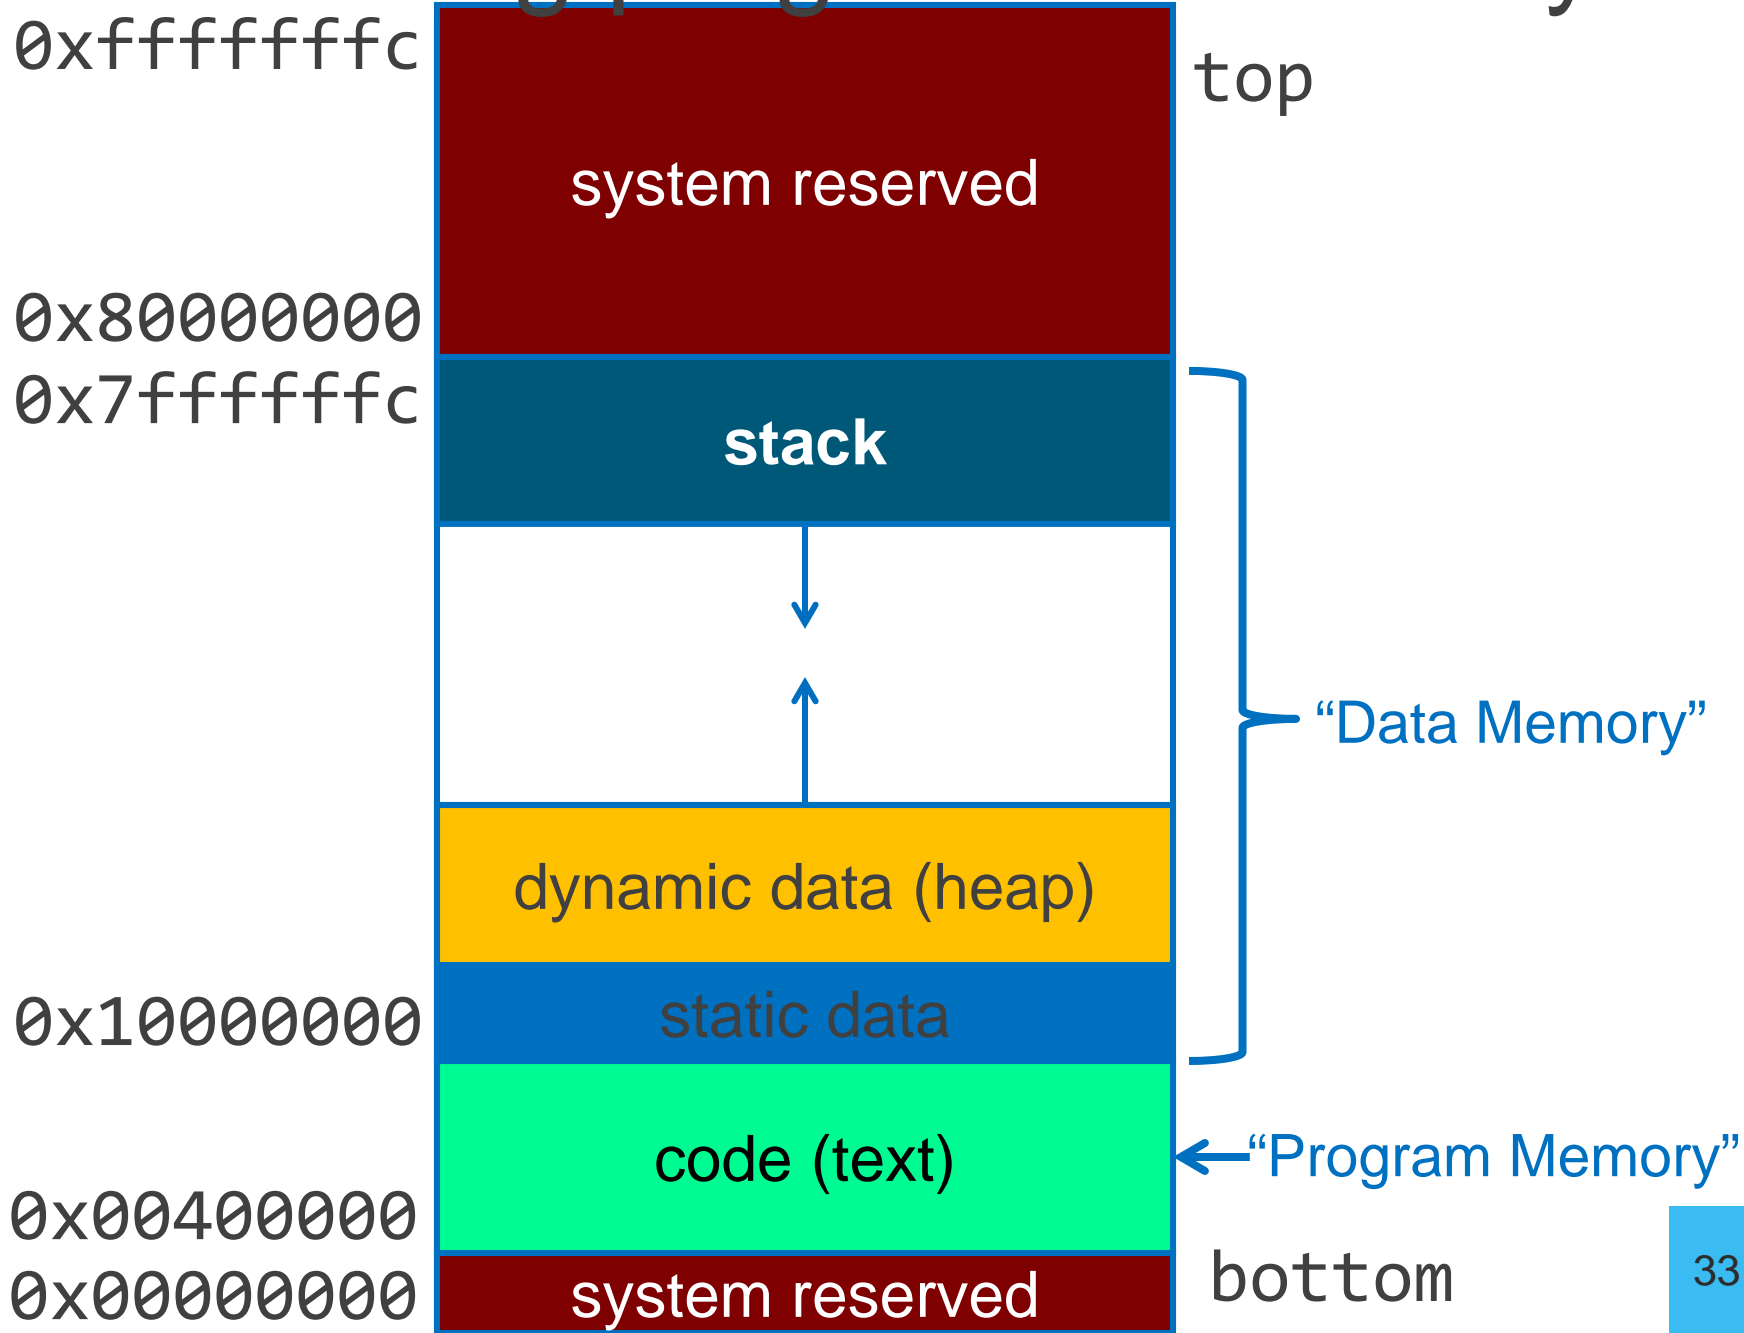 0xfffffffc
top
system reserved
0x80000000
0x7ffffffc
stack
“Data Memory”
dynamic data (heap)
0x10000000
static data
code (text)
“Program Memory”
0x00400000
bottom
33
0x00000000
system reserved